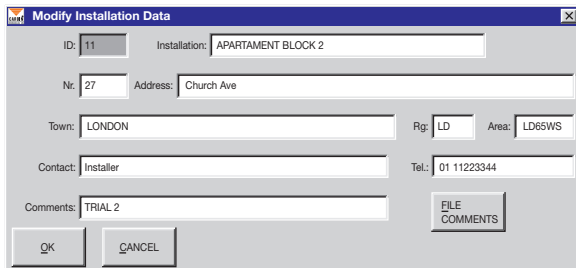 Modify Installation Data
ID: 11 Installation: APARTAMENT BLOCK 2
Nr. 27 Address: Church Ave
Town: LONDON Rg: LD Area: LD65WS
Contact: Installer Tel.: 01 11223344
Comments: TRIAL 2 FILE
COMMENTS
OK CANCEL